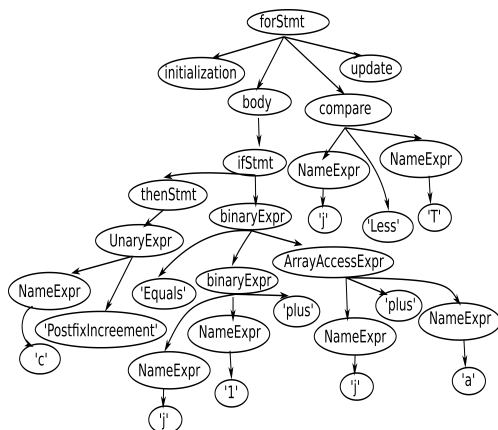 forStmt
initialization
update
body
compare
ifStmt
NameExpr
NameExpr
thenStmt
'j'
'Less'
'T'
binaryExpr
UnaryExpr
ArrayAccessExpr
NameExpr
'Equals'
binaryExpr
'plus'
'plus'
'PostfixIncreement'
NameExpr
NameExpr
NameExpr
'c'
NameExpr
'1'
'j'
'a'
'j'